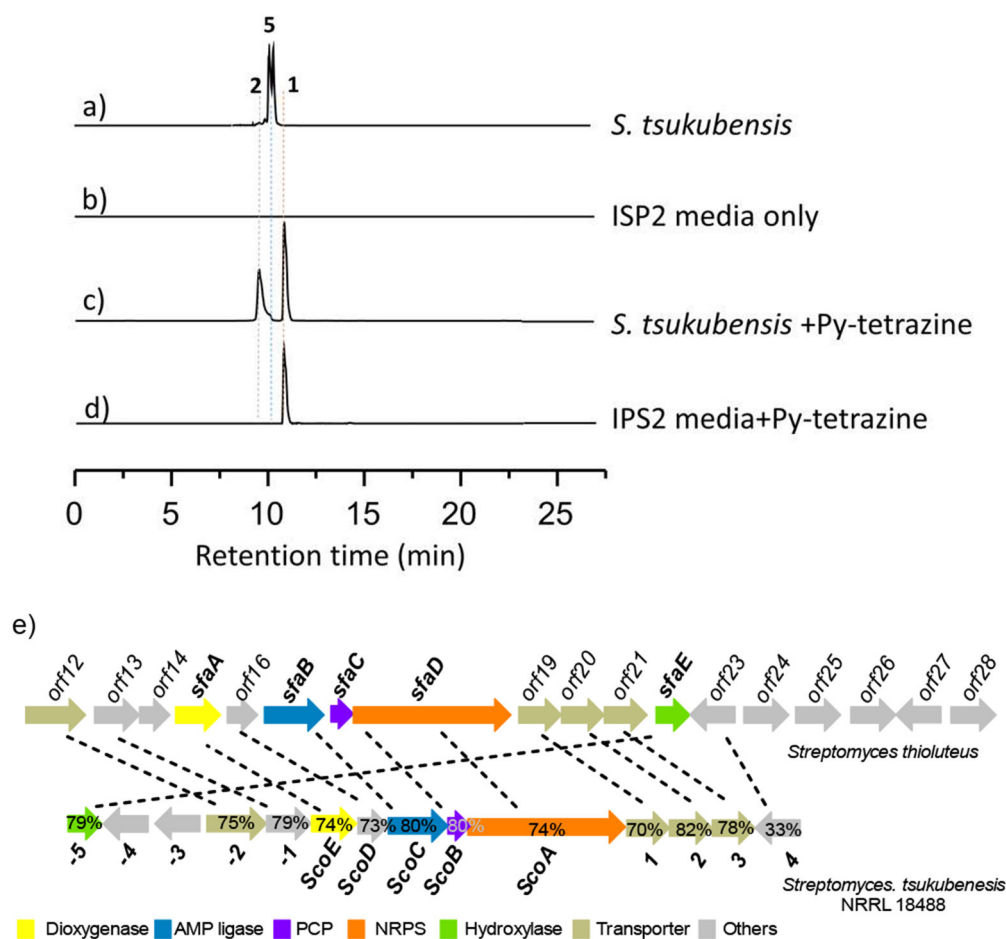 5
2 1
a) S. tsukubensis
b) ISP2 media only
c) S. tsukubensis +Py-tetrazine
d) IPS2 media+Py-tetrazine
0 5 10 15 20 25
Retention time (min)
e)
orf12 orf13 orf14 sfaA orf16 sfaB sfaC sfaD orf19 orf20 orf21 sfaE orf23 orf24 orf25 orf26 orf27 orf28
Streptomyces thioluteus
79% 75% 79% 74% 73% 80% 80% 74% 70% 82% 78% 33%
-5 -4 -3 -2 -1 ScoE ScoD ScoC ScoB ScoA 1 2 3 4
Streptomyces. tsukubenesis
NRRL 18488
Dioxygenase AMP ligase PCP NRPS Hydroxylase Transporter Others